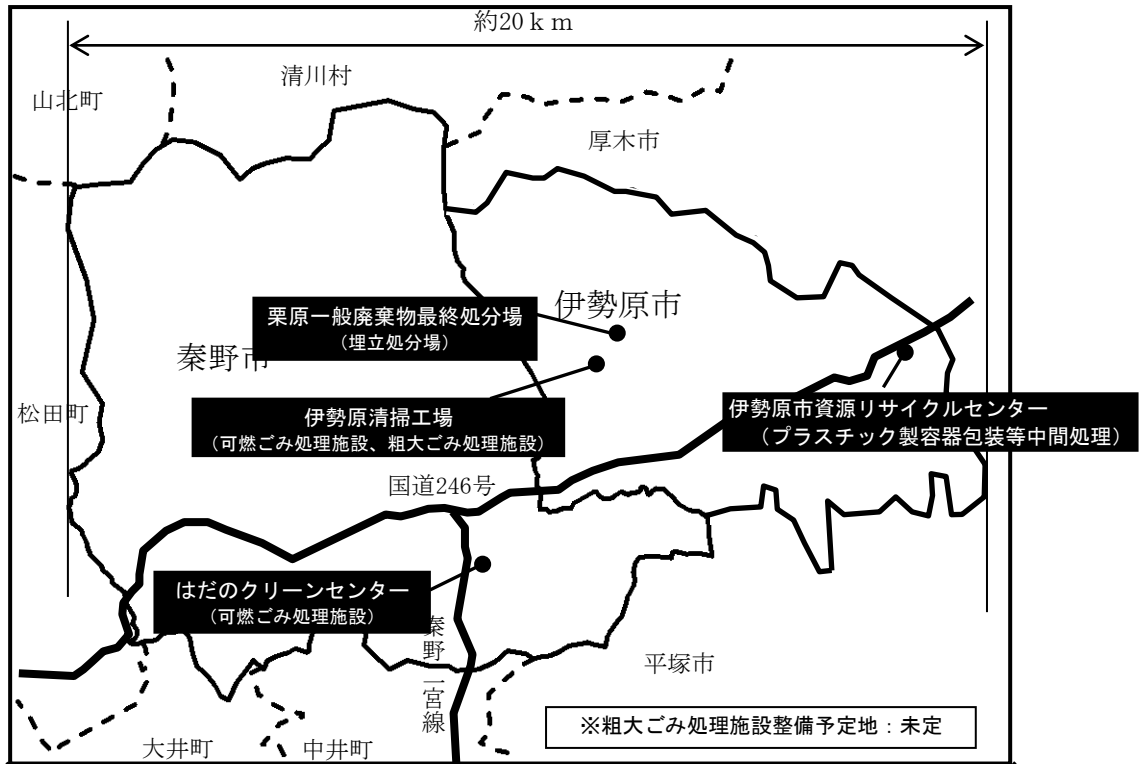 約20ｋｍ
清川村
山北町
厚木市
伊勢原市
栗原一般廃棄物最終処分場
（埋立処分場）
秦野市
松田町
伊勢原清掃工場
（可燃ごみ処理施設、粗大ごみ処理施設）
伊勢原市資源リサイクルセンター
（プラスチック製容器包装等中間処理）
国道246号
はだのクリーンセンター
（可燃ごみ処理施設）
秦野二宮線
平塚市
大井町
中井町
※粗大ごみ処理施設整備予定地：未定